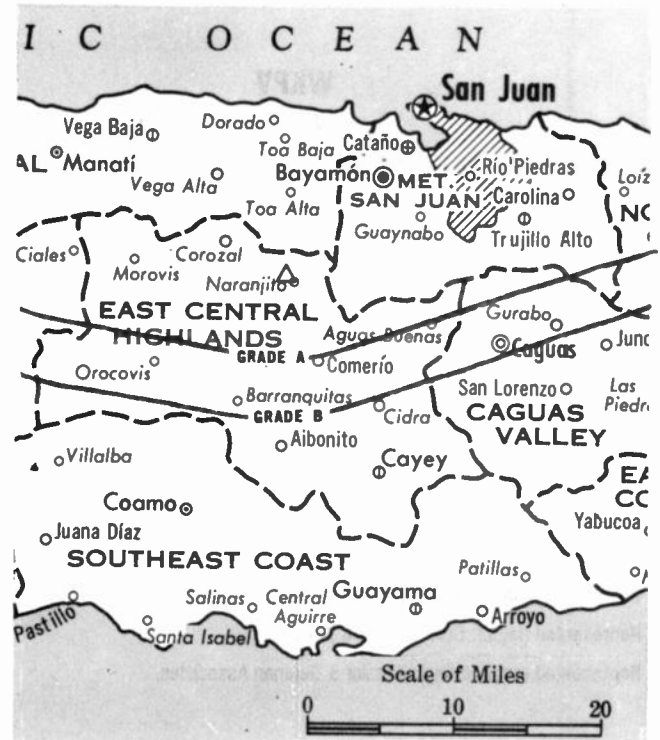 IC OCEAN
San Juan
Vega Baja
Dorado
Toa Baja
Cataño
AL
Manatí
Vega Alta
Bayamón
MET.
SAN JUAN
Río Piedras
Carolina
Toa Alta
Guaynabo
Trujillo Alto
Ciales
Morovis
Corozal
Naranjito
EAST CENTRAL
HIGHLANDS
Aguas Buenas
Gurabo
GRADE A
Comerío
Caguas
Orocovis
Barranquitas
GRADE B
Cidra
San Lorenzo
Las
CAGUAS
VALLEY
Aibonito
Villalba
Cayey
Coamo
Yabucoa
Juana Díaz
SOUTHEAST COAST
Patillas
Pastillo
Salinas
Central
Aguirre
Guayama
Arroyo
Santa Isabel
Scale of Miles
0 10 20